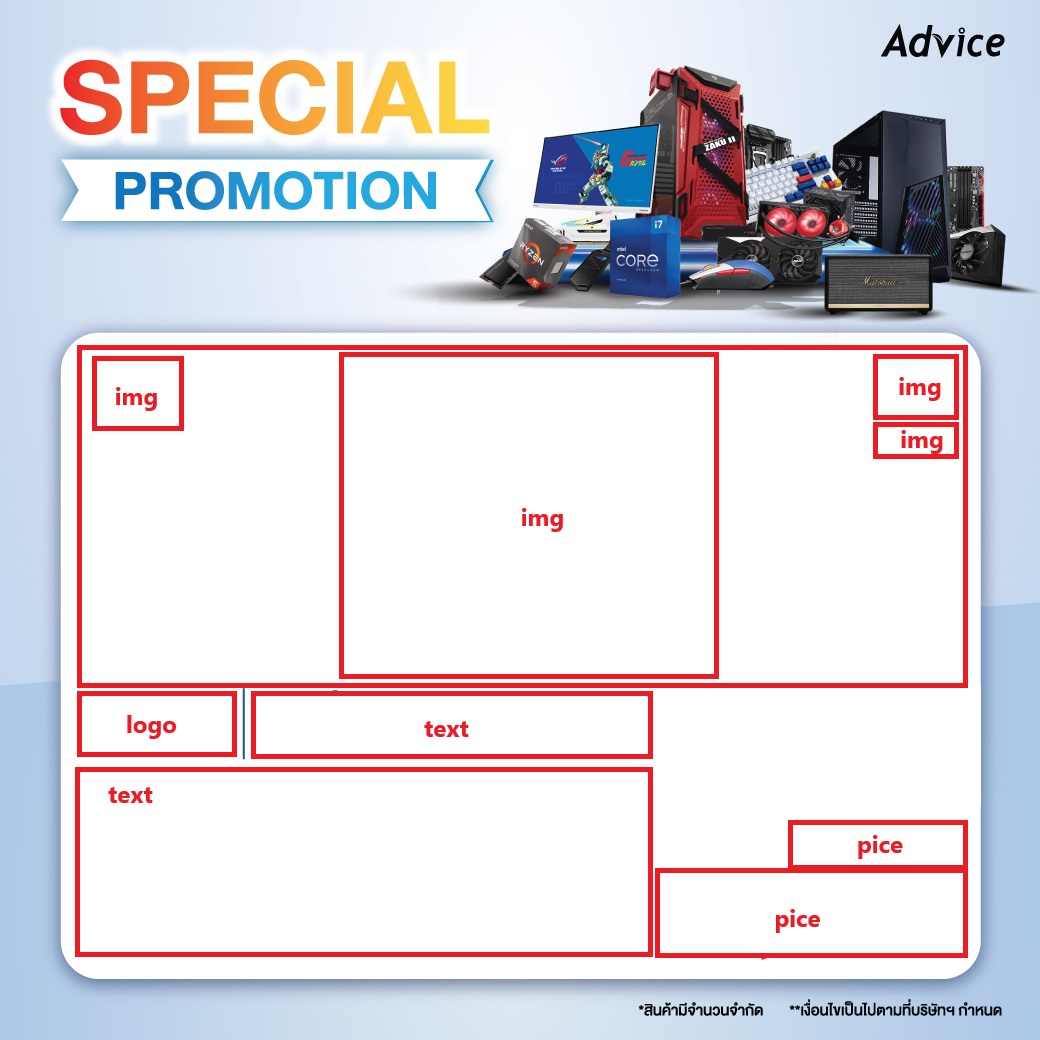 Advice
SPECIAL
PROMOTION
ZAKU II
RYZEN
intel
CORE
i7
Marshall
img
img
img
img
logo
text
text
pice
pice
*สินค้ามีจำนวนจำกัด **เงื่อนไขเป็นไปตามที่บริษัทฯ กำหนด